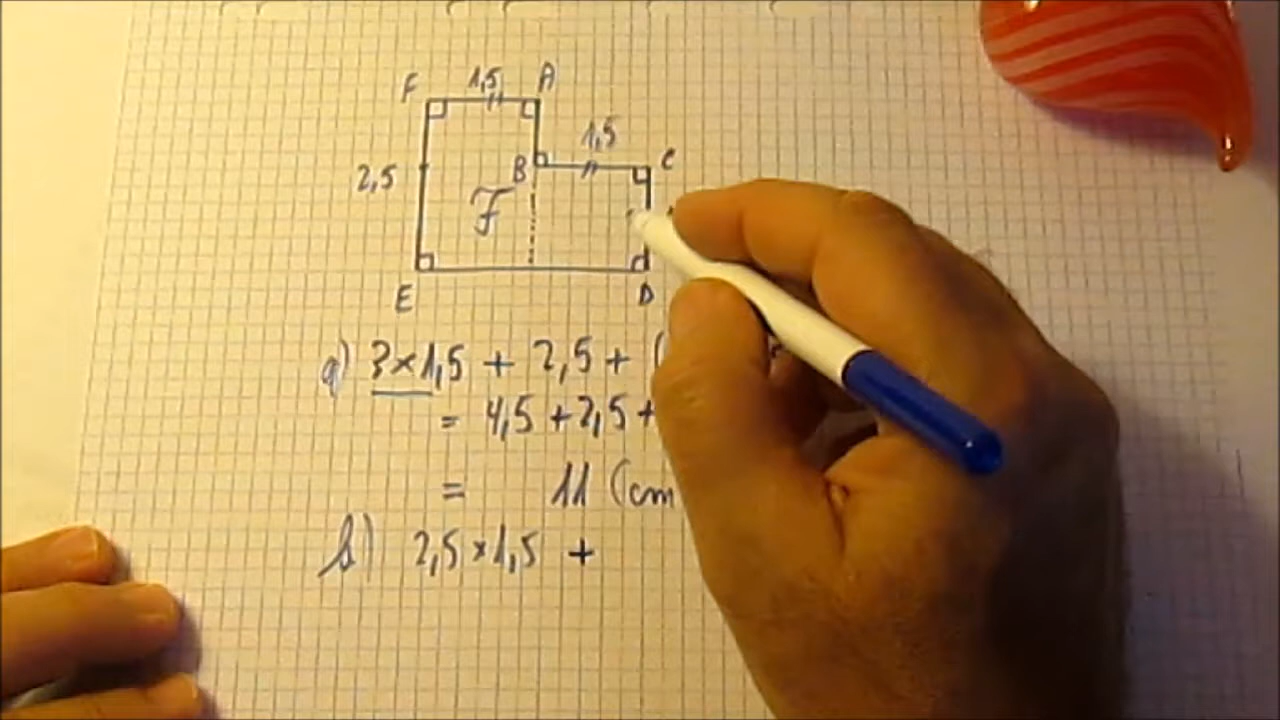 F 1,5 A
1,5
2,5 B C
F
E D
a) 3×1,5 + 2,5 + (
= 4,5 + 2,5 +
= 11 (cm
b) 2,5 × 1,5 +